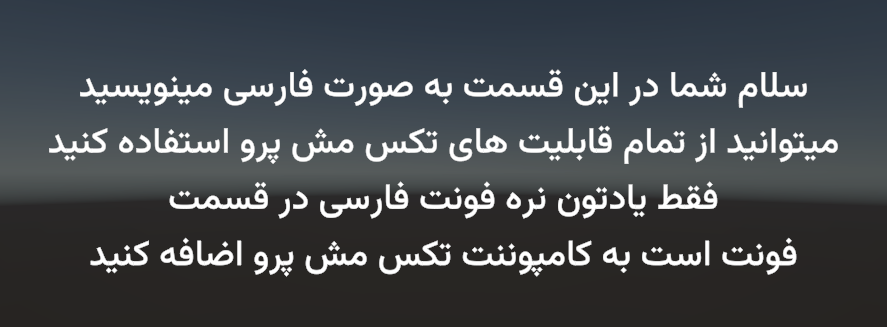 سلام شما در این قسمت به صورت فارسی مینویسید
میتوانید از تمام قابلیت های تکس مش پرو استفاده کنید
فقط یادتون نره فونت فارسی در قسمت
فونت است به کامپوننت تکس مش پرو اضافه کنید